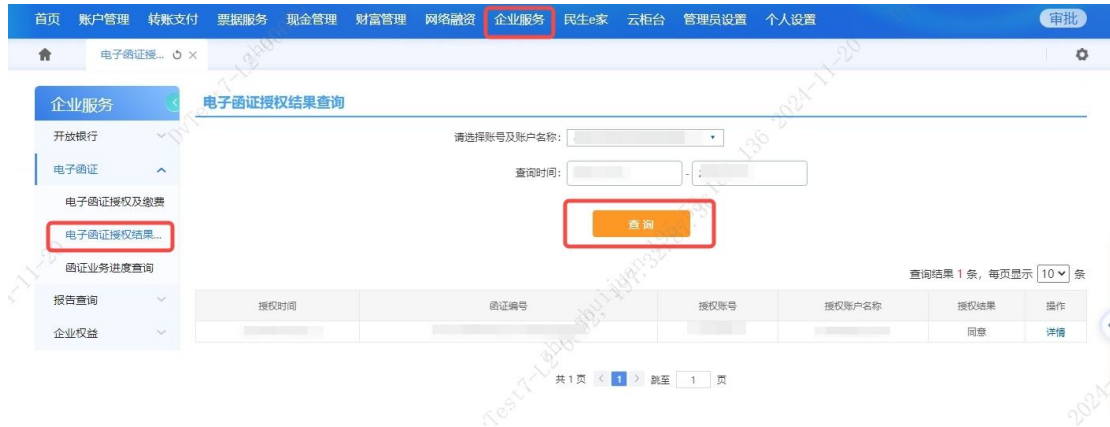 首页 账户管理 转账支付 票据服务 现金管理 财富管理 网络融资 企业服务 民生e家 云柜台 管理员设置 个人设置 审批
电子函证授...
企业服务
开放银行
电子函证
电子函证授权及缴费
电子函证授权结果...
函证业务进度查询
报告查询
企业权益
电子函证授权结果查询
请选择账号及账户名称：
查询时间： -
查询
查询结果 1 条，每页显示 10 条
授权时间 函证编号 授权账号 授权账户名称 授权结果 操作
同意 详情
共 1 页 1 跳至 1 页
2024-11-20